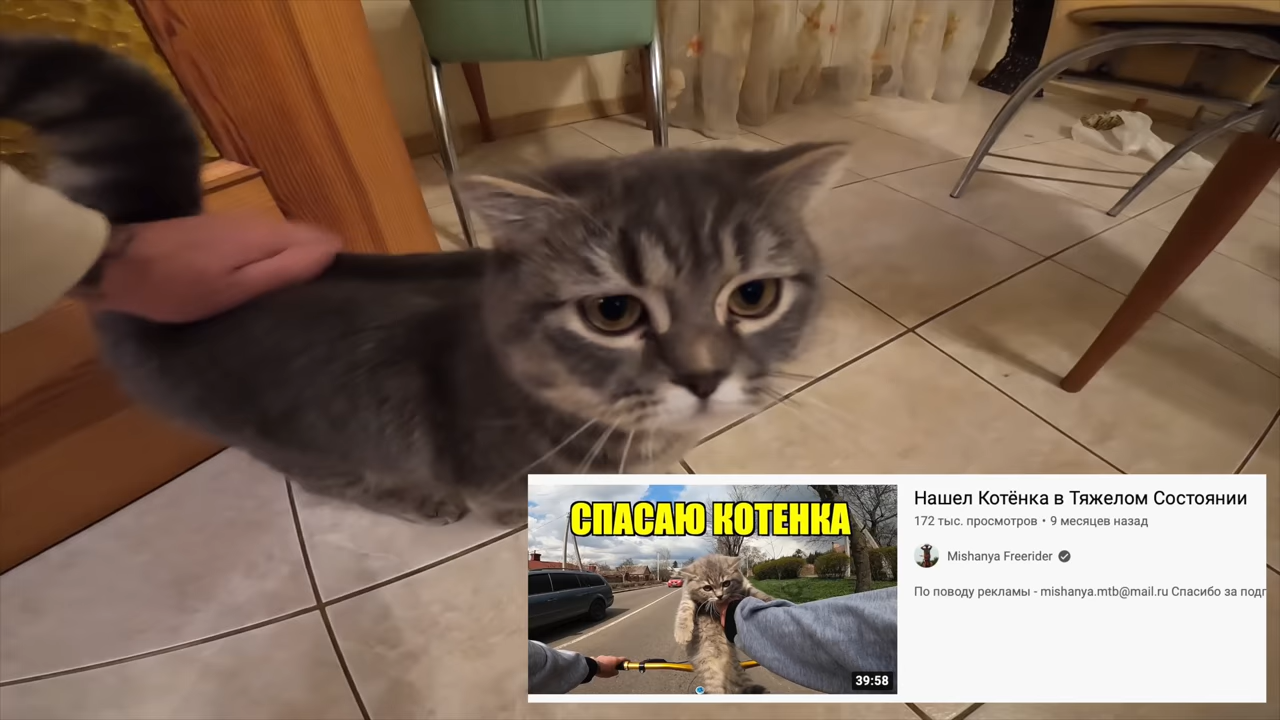 СПАСАЮ КОТЕНКА
39:58
Нашел Котёнка в Тяжелом Состоянии
172 тыс. просмотров • 9 месяцев назад
Mishanya Freerider
По поводу рекламы - mishanya.mtb@mail.ru Спасибо за